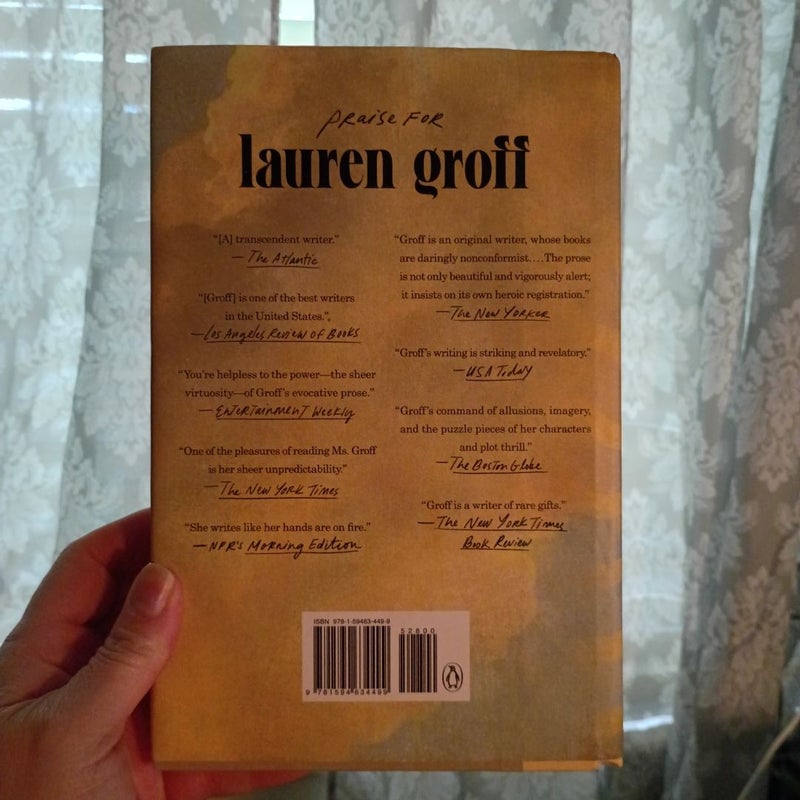 Praise for
lauren groff
“[A] transcendent writer.”
—The Atlantic
“[Groff] is one of the best writers
in the United States.”
—Los Angeles Review of Books
“You’re helpless to the power—the sheer
virtuosity—of Groff’s evocative prose.”
—Entertainment Weekly
“One of the pleasures of reading Ms. Groff
is her sheer unpredictability.”
—The New York Times
“She writes like her hands are on fire.”
—NPR’s Morning Edition
“Groff is an original writer, whose books
are daringly nonconformist. . . . The prose
is not only beautiful and vigorously alert;
it insists on its own heroic registration.”
—The New Yorker
“Groff’s writing is striking and revelatory.”
—USA Today
“Groff’s command of allusions, imagery,
and the puzzle pieces of her characters
and plot thrill.”
—The Boston Globe
“Groff is a writer of rare gifts.”
—The New York Times
Book Review
ISBN 978-1-59463-449-9
52800
9 781594 634499